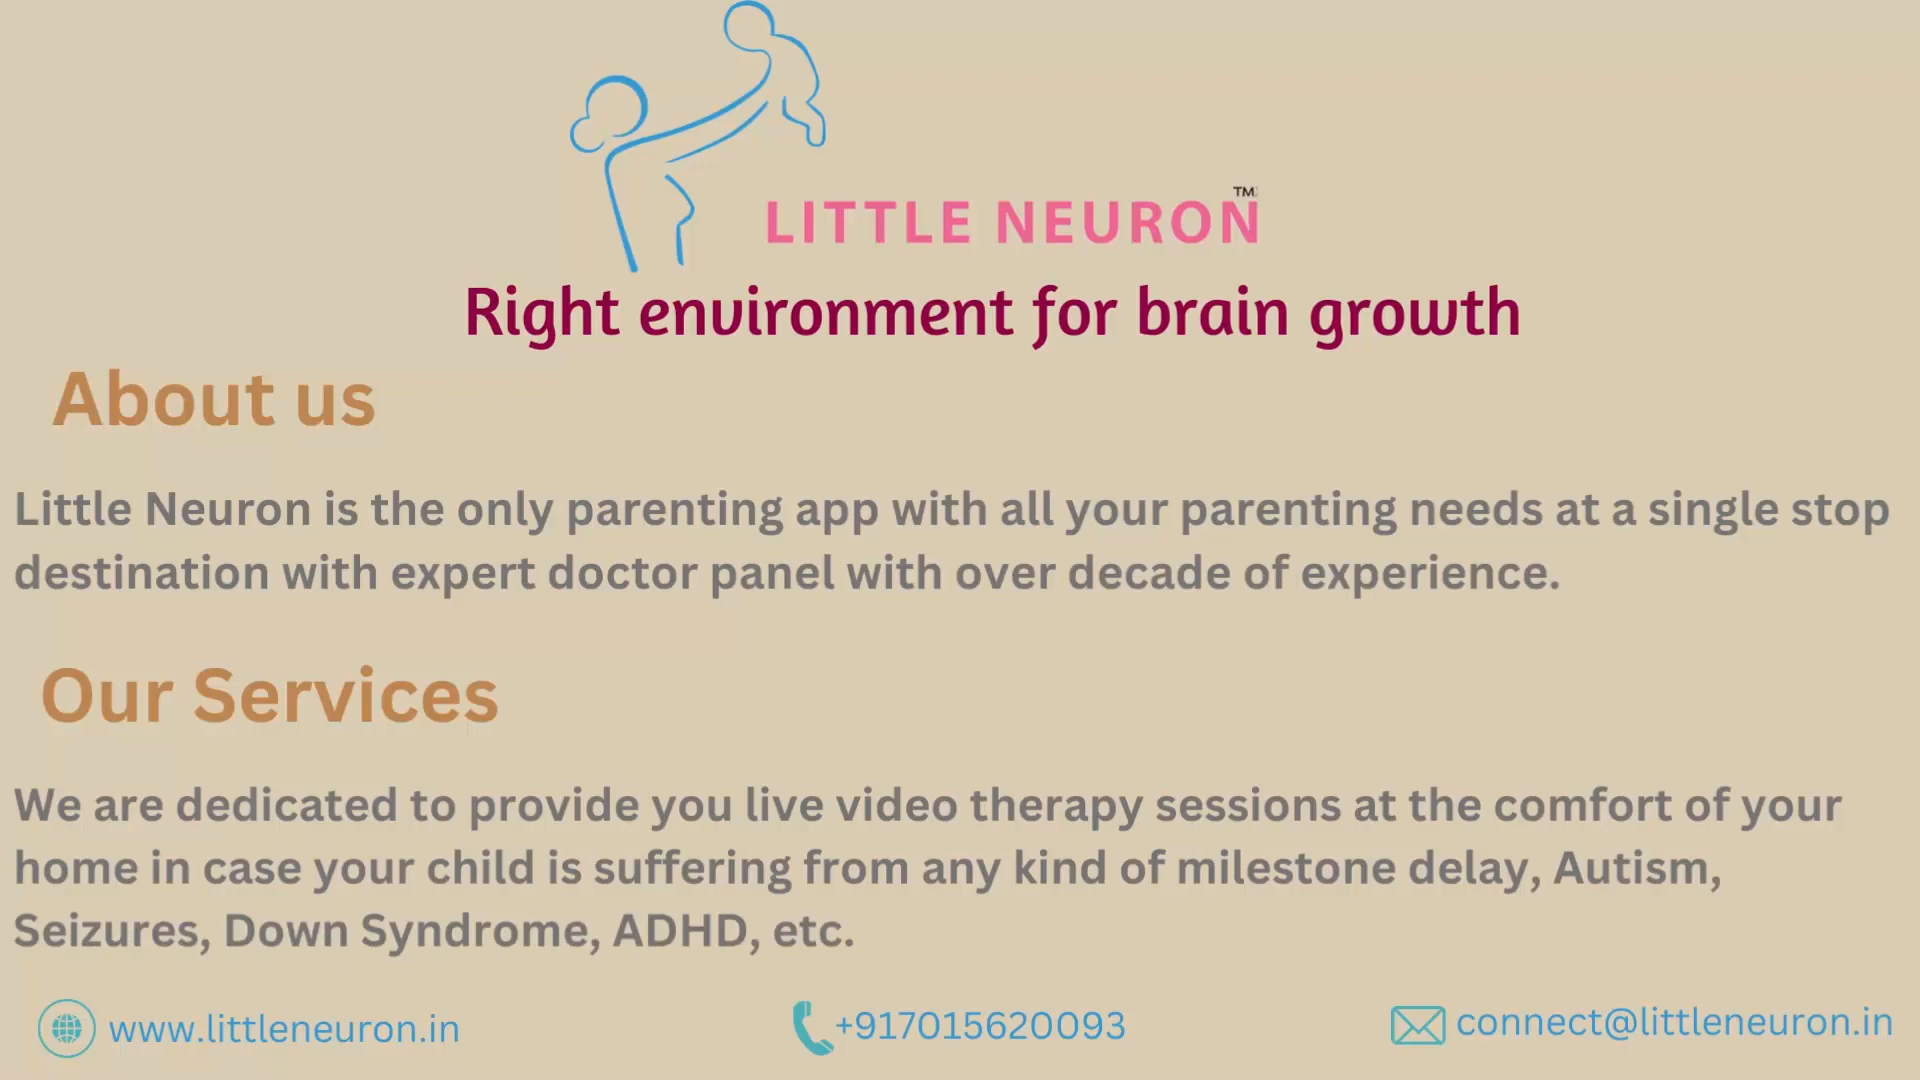 LITTLE NEURON™
Right environment for brain growth
About us
Little Neuron is the only parenting app with all your parenting needs at a single stop
destination with expert doctor panel with over decade of experience.
Our Services
We are dedicated to provide you live video therapy sessions at the comfort of your
home in case your child is suffering from any kind of milestone delay, Autism,
Seizures, Down Syndrome, ADHD, etc.
www.littleneuron.in
+917015620093
connect@littleneuron.in